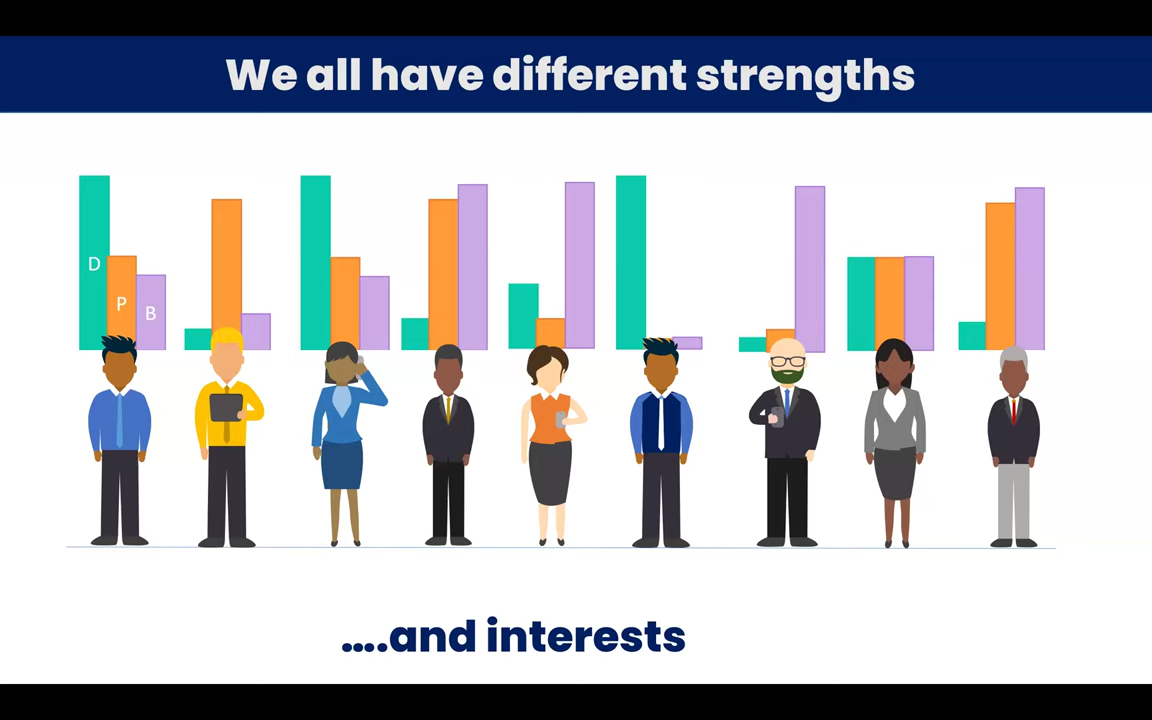 We all have different strengths
D
P
B
....and interests